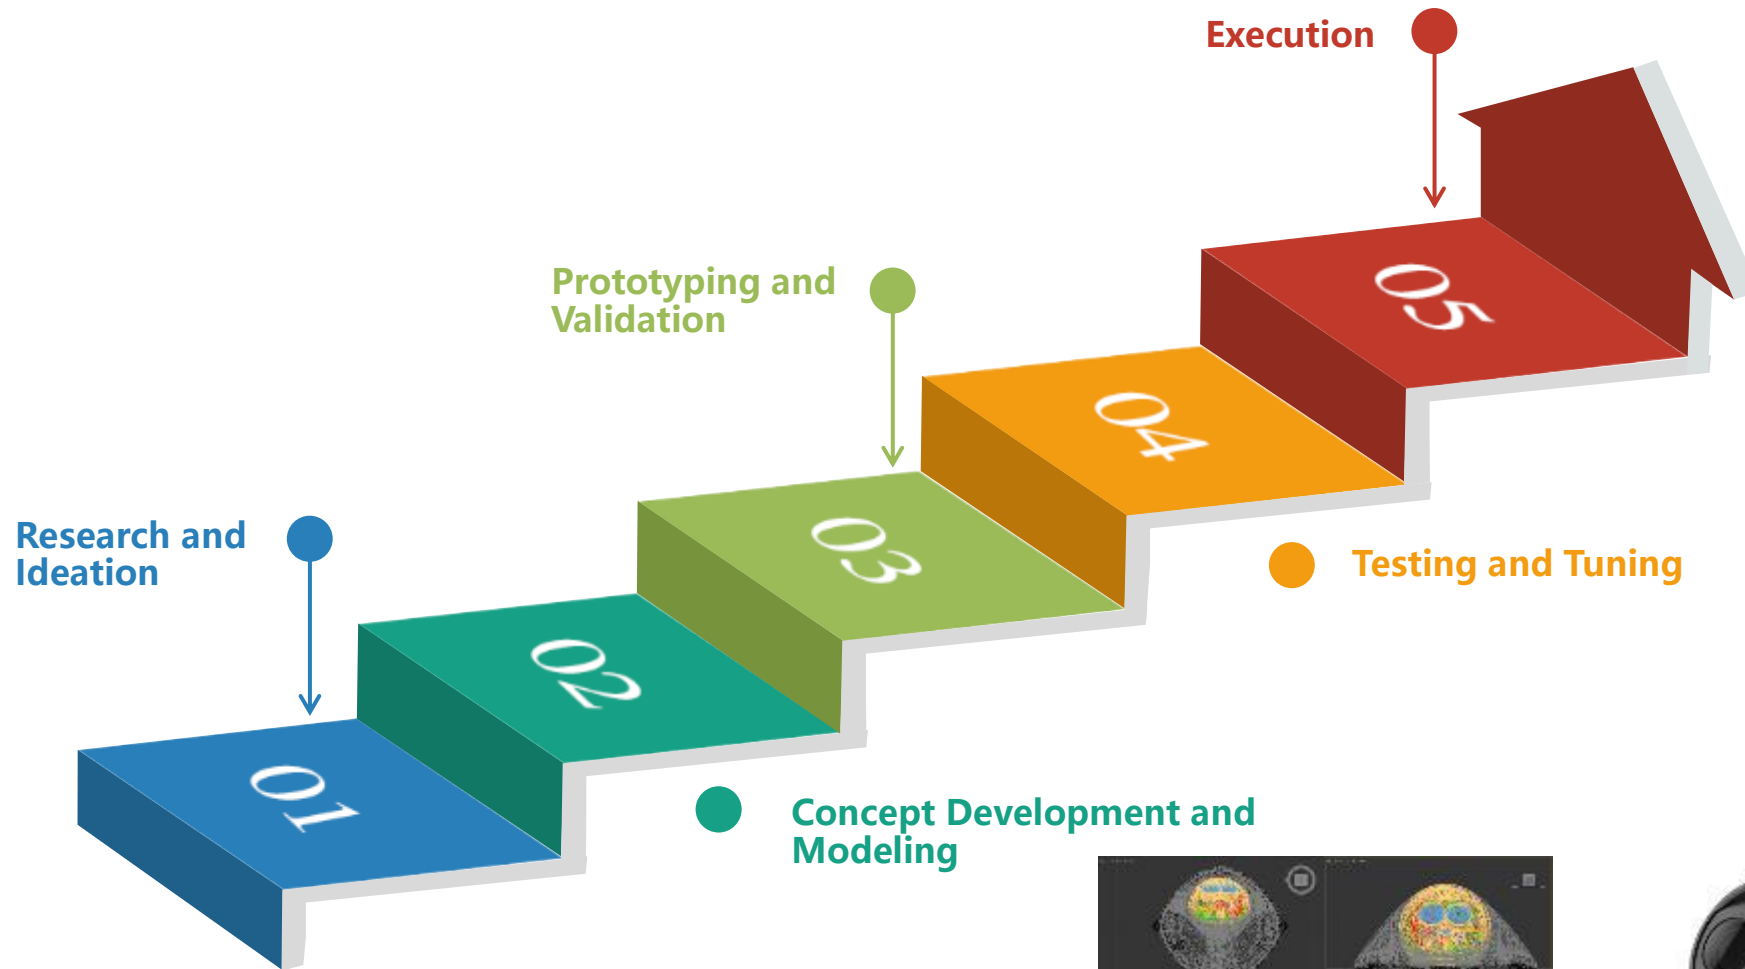 Execution
Prototyping and
Validation
Research and
Ideation
Testing and Tuning
Concept Development and
Modeling
01
02
03
04
05